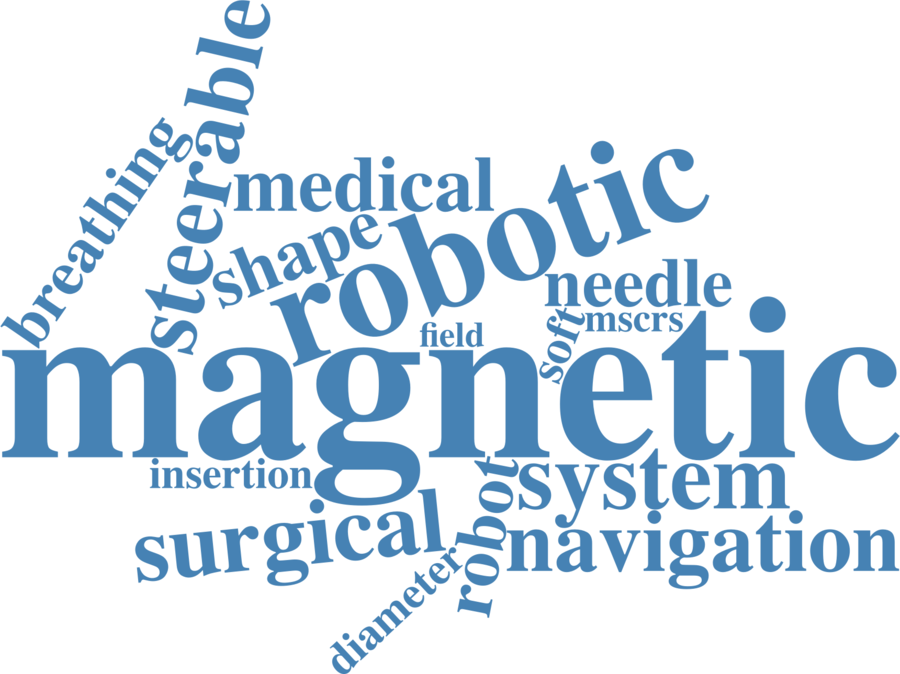 steerable
breathing
medical
robotic
shape
needle
mscrs
soft
field
magnetic
insertion
system
robot
surgical
navigation
diameter